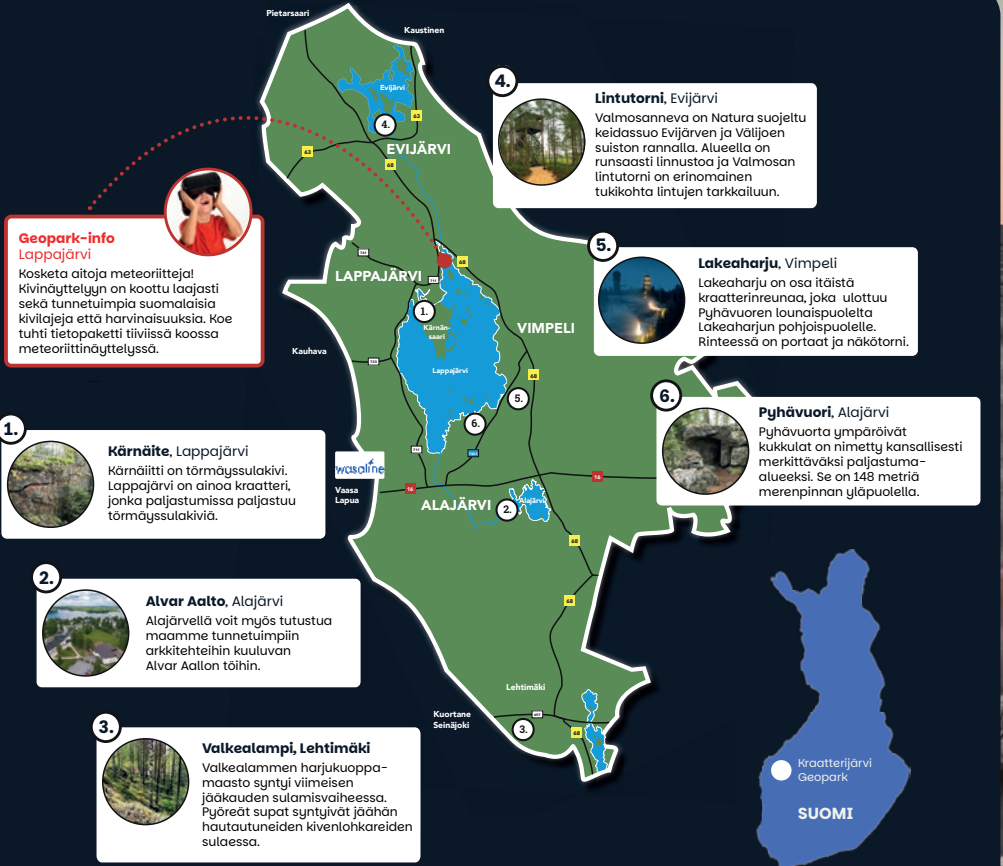 Pietarsaari
Kaustinen
Evijärvi
63
4.
EVIJÄRVI
63
68
4.
Lintutorni, Evijärvi
Valmosanneva on Natura suojeltu
keidassuo Evijärven ja Välijoen
suiston rannalla. Alueella on
runsaasti linnustoa ja Valmosan
lintutorni on erinomainen
tukikohta lintujen tarkkailuun.
Geopark-info
Lappajärvi
Kosketa aitoja meteoriitteja!
Kivinäyttelyyn on koottu laajasti
sekä tunnetuimpia suomalaisia
kivilajeja että harvinaisuuksia. Koe
tuhti tietopaketti tiiviissä koossa
meteoriittinäyttelyssä.
68
LAPPAJÄRVI
1.
Kärnän-
saari
VIMPELI
Kauhava
Lappajärvi
68
5.
6.
711
5.
Lakeaharju, Vimpeli
Lakeaharju on osa itäistä
kraatterinreunaa, joka ulottuu
Pyhävuoren lounaispuolelta
Lakeaharjun pohjoispuolelle.
Rinteessä on portaat ja näkötorni.
6.
Pyhävuori, Alajärvi
Pyhävuorta ympäröivät
kukkulat on nimetty kansallisesti
merkittäväksi paljastuma-
alueeksi. Se on 148 metriä
merenpinnan yläpuolella.
1.
Kärnäite, Lappajärvi
Kärnäiitti on törmäyssulakivi.
Lappajärvi on ainoa kraatteri,
jonka paljastumissa paljastuu
törmäyssulakiviä.
wasaline
Vaasa
Lapua
16
16
ALAJÄRVI
2.
Alajärvi
68
68
2.
Alvar Aalto, Alajärvi
Alajärvellä voit myös tutustua
maamme tunnetuimpiin
arkkitehteihin kuuluvan
Alvar Aallon töihin.
Lehtimäki
Kuortane
Seinäjoki
697
3.
68
3.
Valkealampi, Lehtimäki
Valkealammen harjukuoppa-
maasto syntyi viimeisen
jääkauden sulamisvaiheessa.
Pyöreät supat syntyivät jäähän
hautautuneiden kivenlohkareiden
sulaessa.
Kraatterijärvi
Geopark
SUOMI